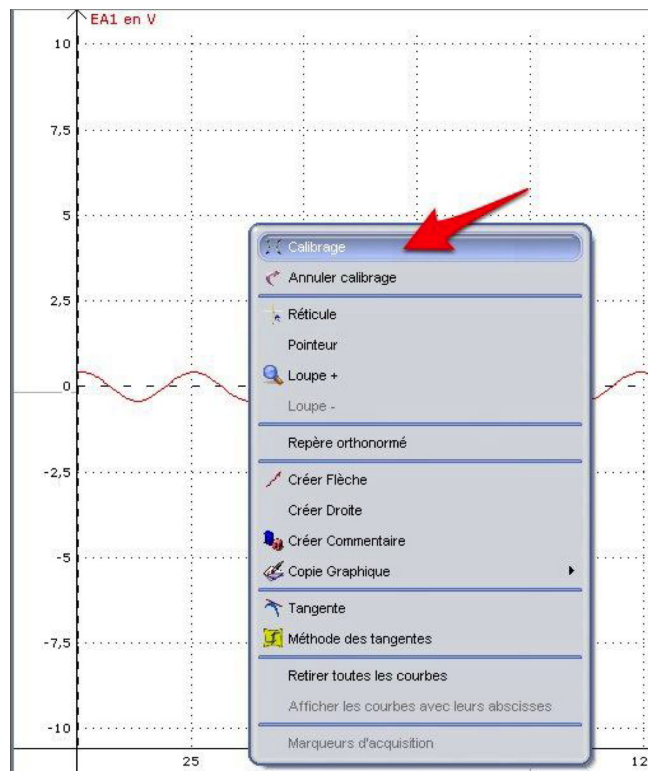 EA1 en V
10
7,5
5
2,5
0
-2,5
-5
-7,5
-10
25
12
Calibrage
Annuler calibrage
Réticule
Pointeur
Loupe +
Loupe -
Repère orthonormé
Créer Flèche
Créer Droite
Créer Commentaire
Copie Graphique
Tangente
Méthode des tangentes
Retirer toutes les courbes
Afficher les courbes avec leurs abscisses
Marqueurs d'acquisition